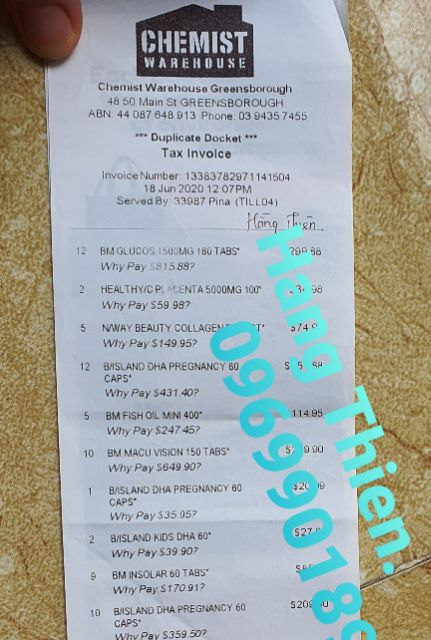 CHEMIST
WAREHOUSE
Chemist Warehouse Greensborough
48 50 Main St GREENSBOROUGH
ABN: 44 087 648 913 Phone: 03 9435 7455
*** Duplicate Docket ***
Tax Invoice
Invoice Number: 13383782971141504
18 Jun 2020 12:07PM
Served By: 33987 Pina (TILL04)
Hằng Thiên.
12 BM GLUCOS 1500MG 180 TABS*
Why Pay $815.88?
2 HEALTHY/C PLACENTA 5000MG 100*
Why Pay $59.98?
5 N/WAY BEAUTY COLLAGEN
Why Pay $149.95?
12 B/ISLAND DHA PREGNANCY 60
CAPS*
Why Pay $431.40?
5 BM FISH OIL MINI 400* $114.95
Why Pay $247.45?
10 BM MACU VISION 150 TABS*
Why Pay $649.90?
1 B/ISLAND DHA PREGNANCY 60
CAPS*
Why Pay $35.95?
2 B/ISLAND KIDS DHA 60*
Why Pay $39.90?
9 BM INSOLAR 60 TABS*
Why Pay $170.91?
10 B/ISLAND DHA PREGNANCY 60
CAPS*
Why Pay $359.50?
Hang Thien.
096990189